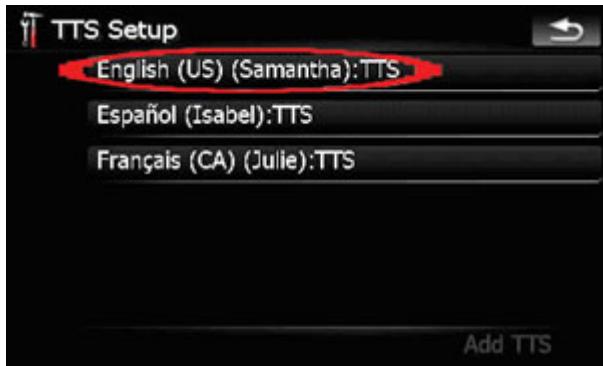 TTS Setup
English (US) (Samantha):TTS
Español (Isabel):TTS
Français (CA) (Julie):TTS
Add TTS